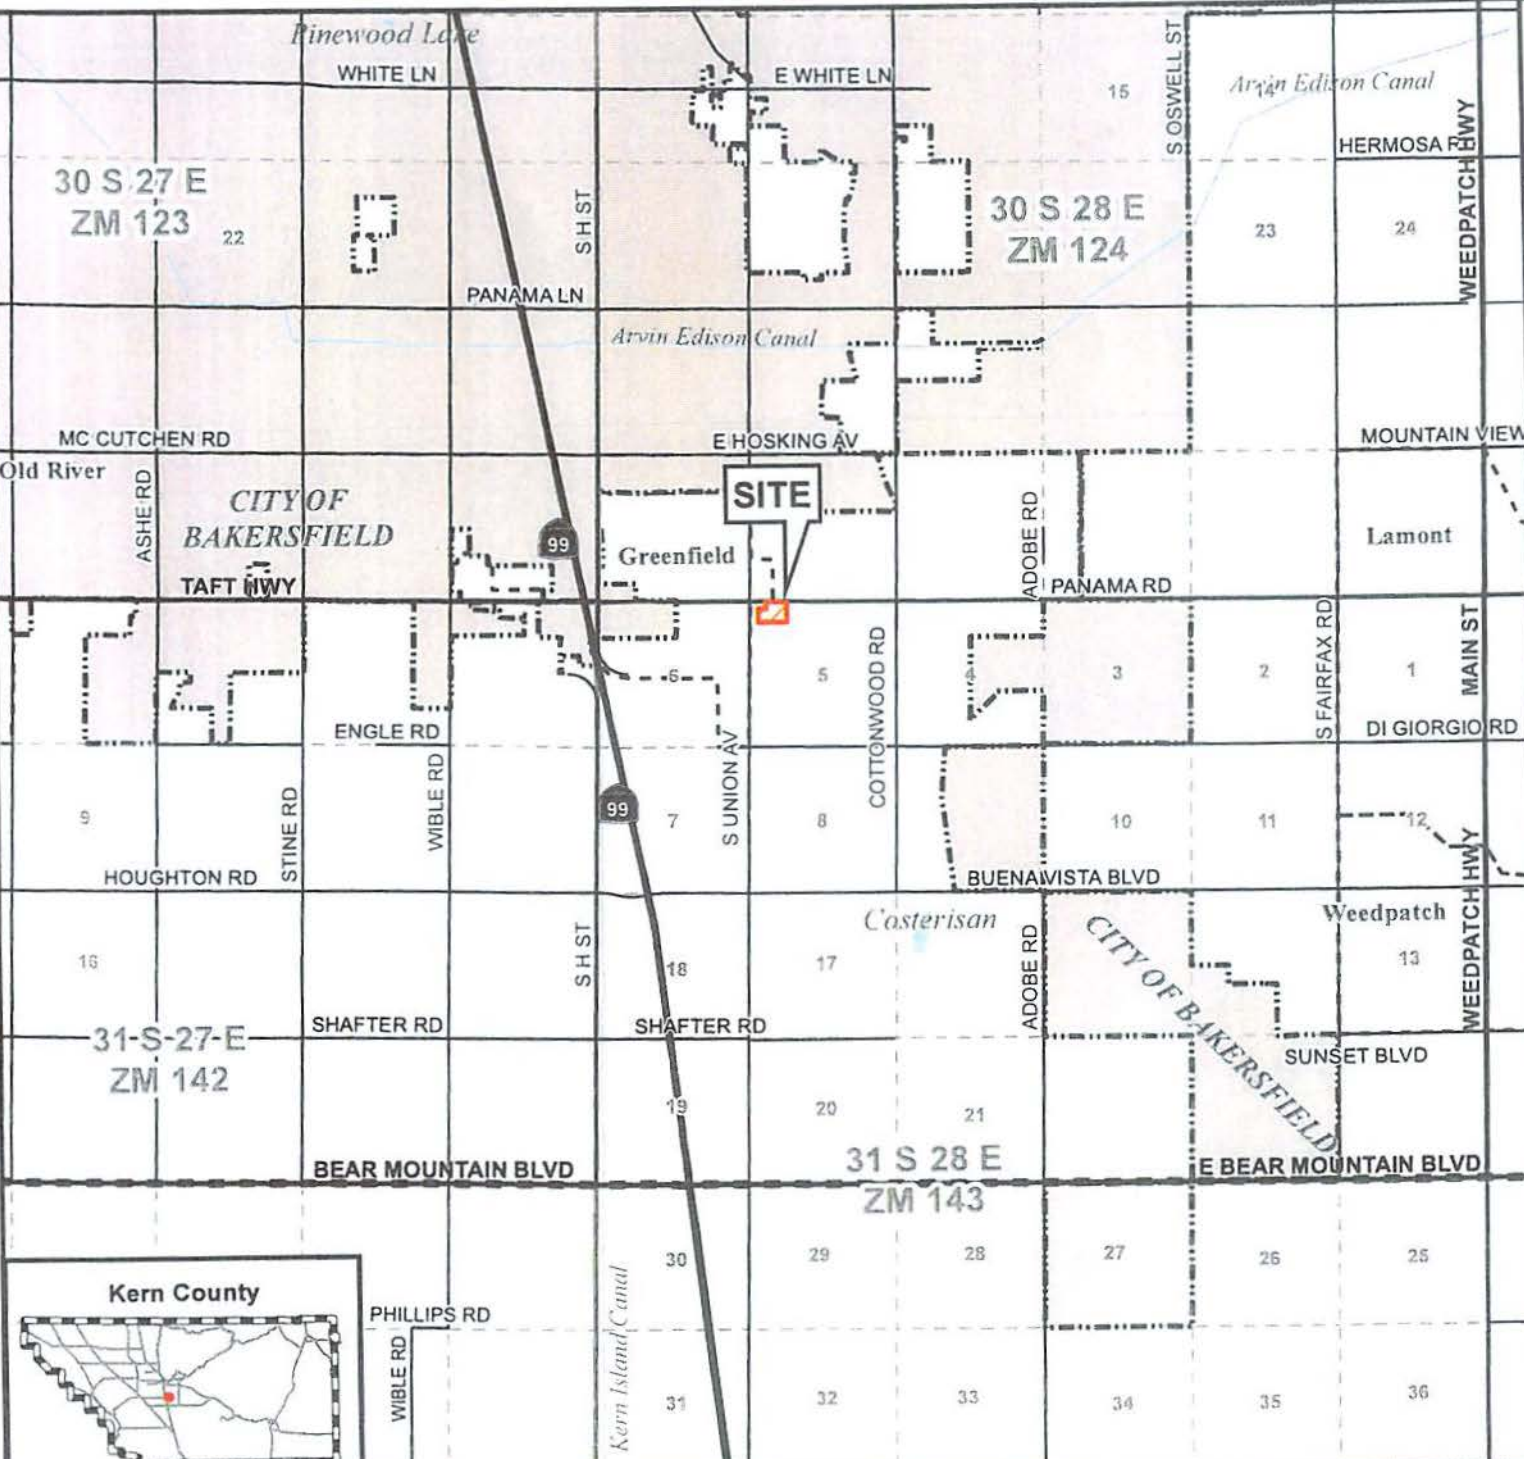 Pinewood Lake
WHITE LN
E WHITE LN
15
S OSWELL ST
14
Arvin Edison Canal
HERMOSA R
WEEDPATCH HWY
30 S 27 E
ZM 123
22
S H ST
30 S 28 E
ZM 124
23
24
PANAMA LN
Arvin Edison Canal
MC CUTCHEN RD
E HOSKING AV
MOUNTAIN VIEW
Old River
ASHE RD
CITY OF
BAKERSFIELD
SITE
99
Greenfield
ADOBE RD
Lamont
TAFT HWY
PANAMA RD
6
5
COTTONWOOD RD
4
3
2
S FAIRFAX RD
1
MAIN ST
ENGLE RD
DI GIORGIO RD
9
STINE RD
WIBLE RD
99
7
S UNION AV
8
10
11
12
HOUGHTON RD
BUENA VISTA BLVD
WEEDPATCH HWY
Costerisan
Weedpatch
16
S H ST
18
17
ADOBE RD
CITY OF BAKERSFIELD
13
31-S-27-E
ZM 142
SHAFTER RD
SHAFTER RD
SUNSET BLVD
19
20
21
BEAR MOUNTAIN BLVD
31 S 28 E
ZM 143
E BEAR MOUNTAIN BLVD
30
29
28
27
26
25
Kern County
PHILLIPS RD
WIBLE RD
Kern Island Canal
31
32
33
34
35
36